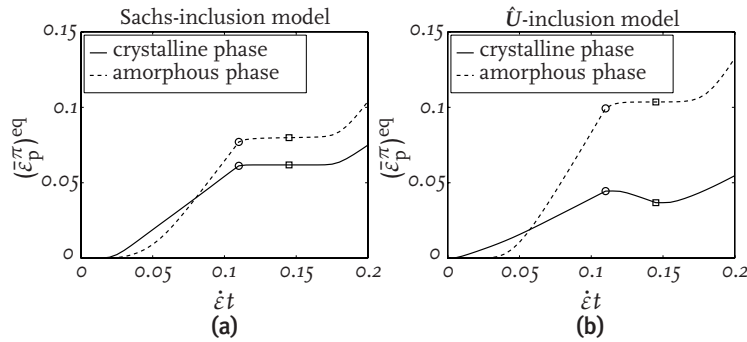 Sachs-inclusion model
0.15
crystalline phase
amorphous phase
0.1
0.05
0
(ε̄ₚ^π)^eq
0 0.05 0.1 0.15 0.2
ε̇t
(a)
Û-inclusion model
0.15
crystalline phase
amorphous phase
0.1
0.05
0
(ε̄ₚ^π)^eq
0 0.05 0.1 0.15 0.2
ε̇t
(b)